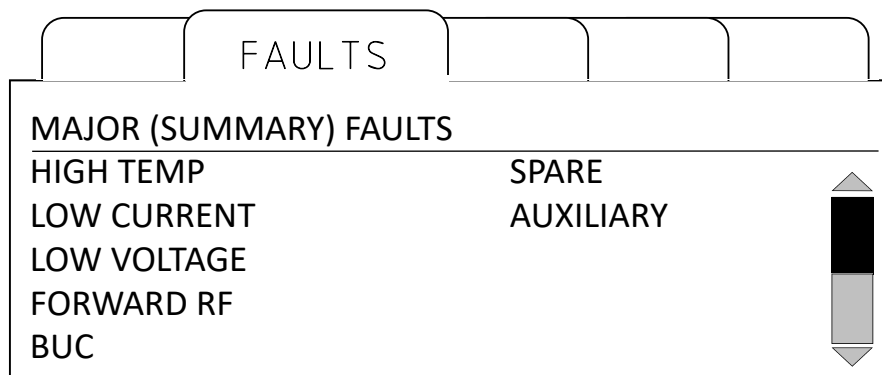 FAULTS
MAJOR (SUMMARY) FAULTS
HIGH TEMP
LOW CURRENT
LOW VOLTAGE
FORWARD RF
BUC
SPARE
AUXILIARY